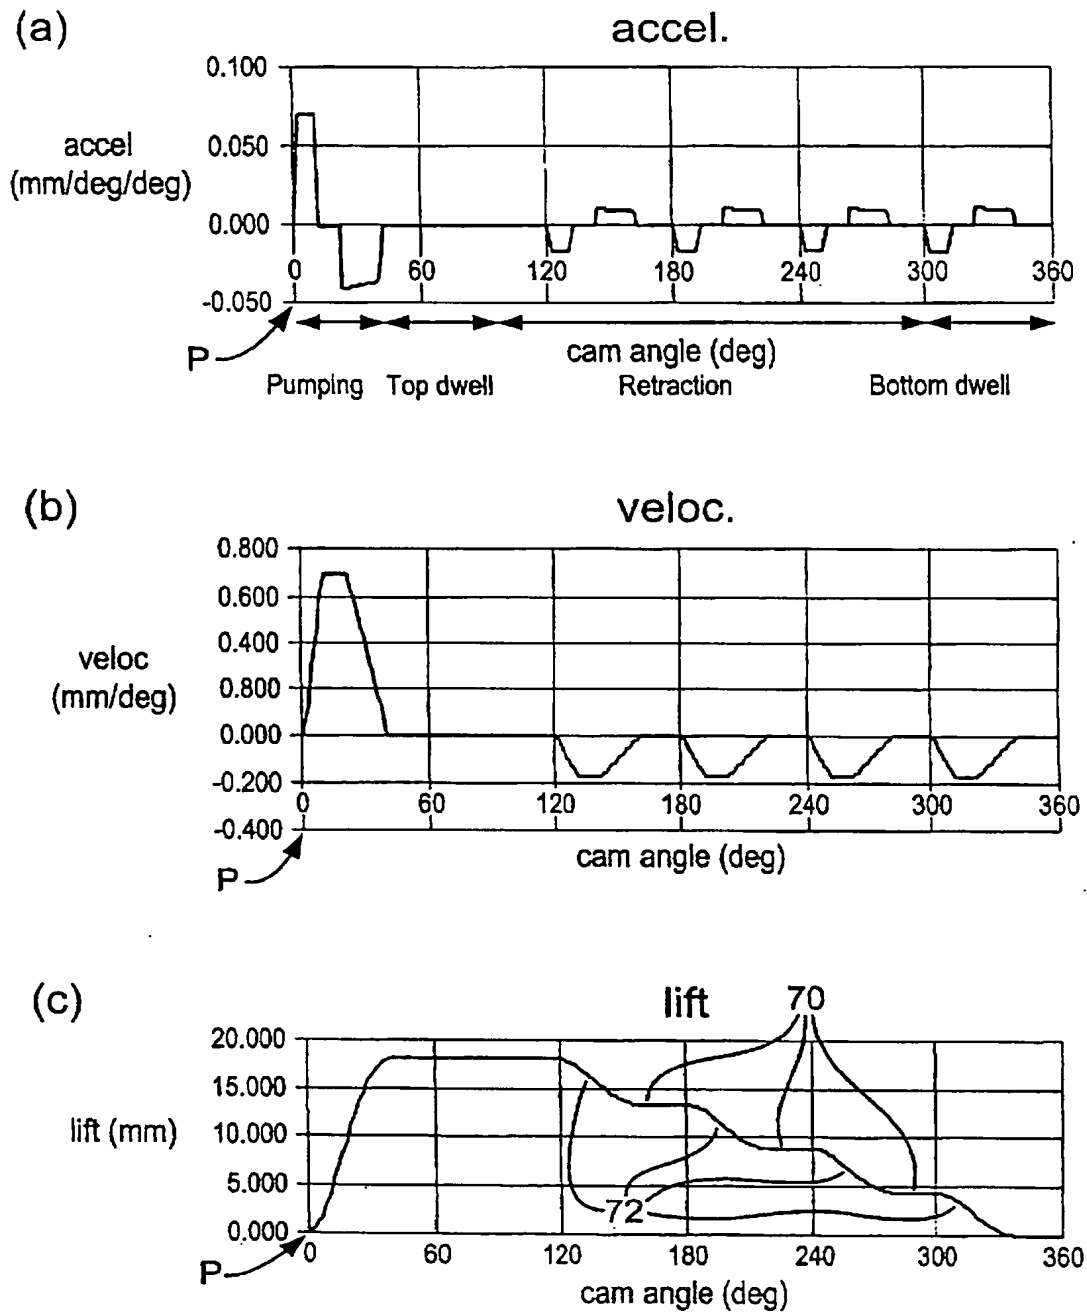 (a)
accel.
0.100
0.050
0.000
-0.050
accel
(mm/deg/deg)
0 60 120 180 240 300 360
P
cam angle (deg)
Pumping Top dwell Retraction Bottom dwell
(b)
veloc.
0.800
0.600
0.400
0.800
0.000
-0.200
-0.400
veloc
(mm/deg)
0 60 120 180 240 300 360
P
cam angle (deg)
(c)
lift
70
20.000
15.000
10.000
5.000
0.000
lift (mm)
72
0 60 120 180 240 300 360
P
cam angle (deg)